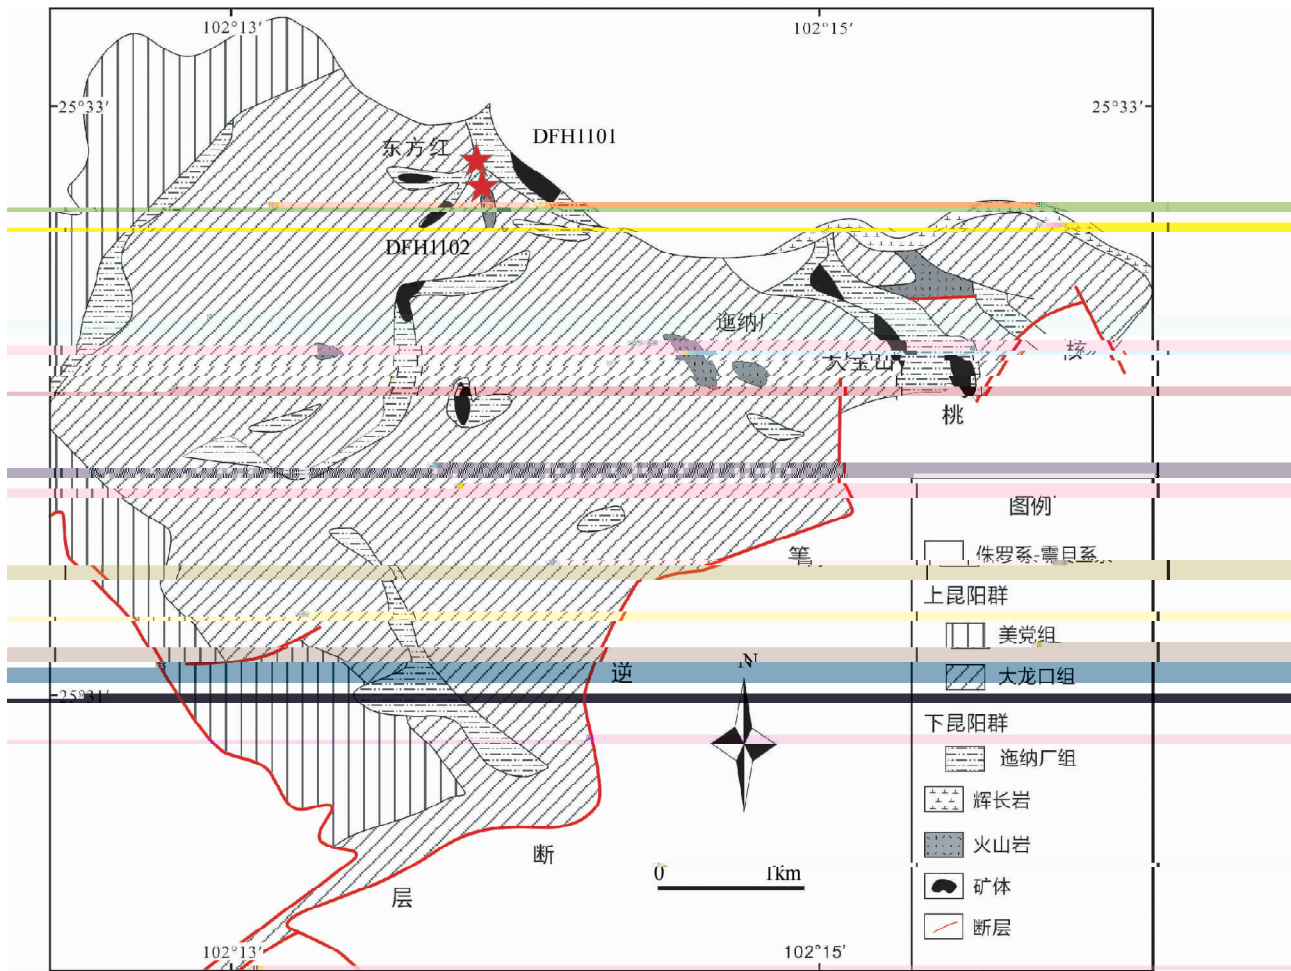 102°13′
102°15′
25°33′
25°33′
DFH1101
东方红
DFH1102
迤纳厂
大宝山
核
桃
图例
箐
侏罗系-震旦系
上昆阳群
美党组
N
逆
大龙口组
25°31′
下昆阳群
迤纳厂组
辉长岩
断
火山岩
0
1km
矿体
层
断层
102°13′
102°15′